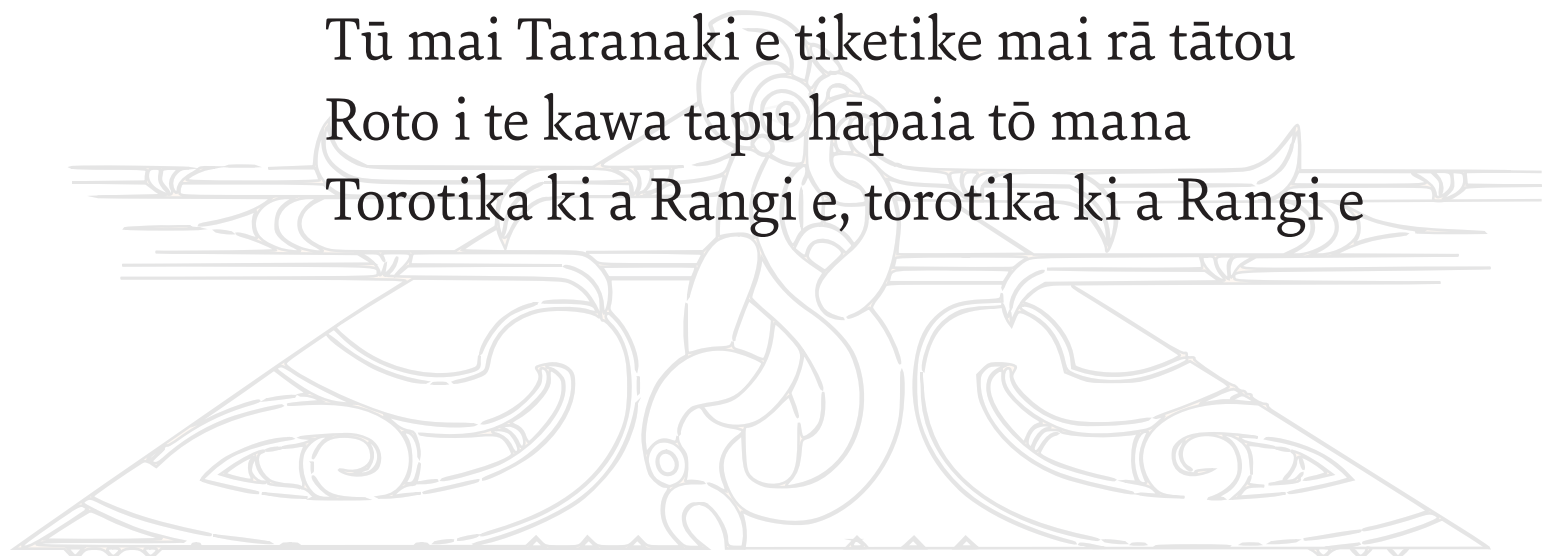 Tū mai Taranaki e tiketike mai rā tātou
Roto i te kawa tapu hāpaia tō mana
Torotika ki a Rangi e, torotika ki a Rangi e